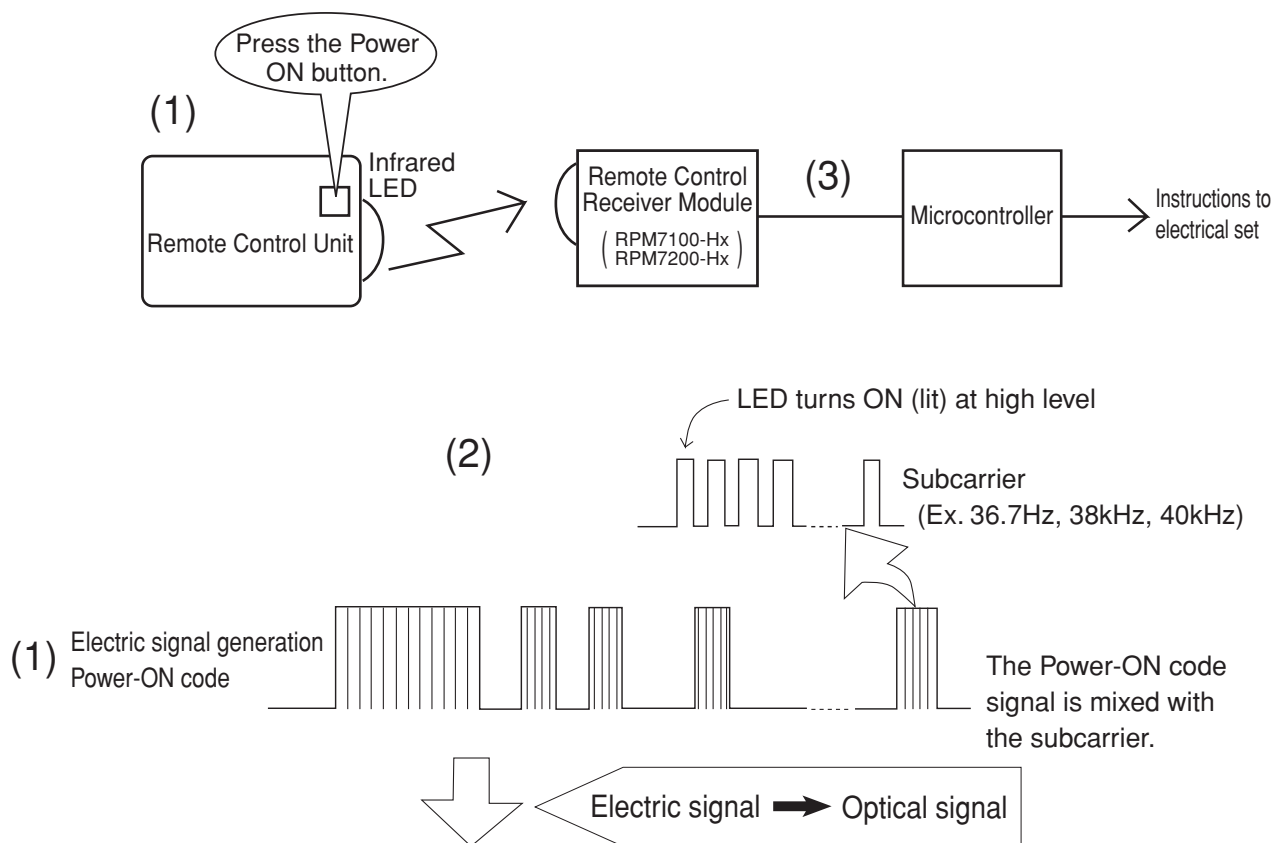 Press the Power
ON button.
(1)
Infrared
LED
Remote Control Unit
Remote Control
Receiver Module
( RPM7100-Hx
RPM7200-Hx )
(3)
Microcontroller
Instructions to
electrical set
LED turns ON (lit) at high level
(2)
Subcarrier
(Ex. 36.7Hz, 38kHz, 40kHz)
(1) Electric signal generation
Power-ON code
The Power-ON code
signal is mixed with
the subcarrier.
Electric signal ➡ Optical signal